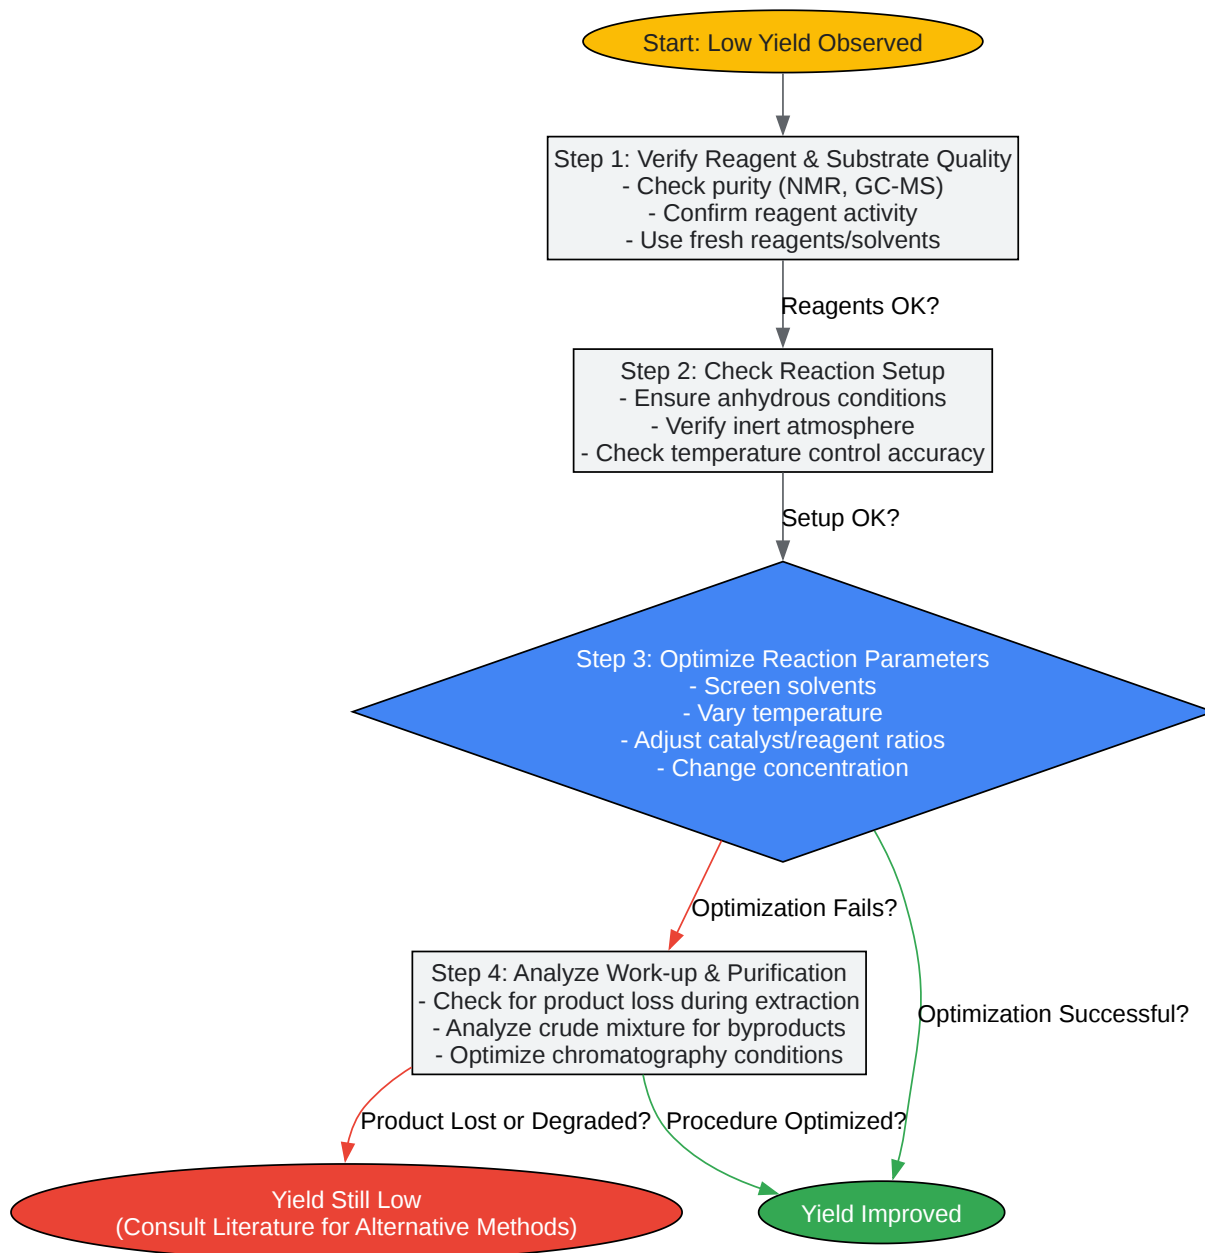 Start: Low Yield Observed
Step 1: Verify Reagent & Substrate Quality
- Check purity (NMR, GC-MS)
- Confirm reagent activity
- Use fresh reagents/solvents
Reagents OK?
Step 2: Check Reaction Setup
- Ensure anhydrous conditions
- Verify inert atmosphere
- Check temperature control accuracy
Setup OK?
Step 3: Optimize Reaction Parameters
- Screen solvents
- Vary temperature
- Adjust catalyst/reagent ratios
- Change concentration
Optimization Fails?
Step 4: Analyze Work-up & Purification
- Check for product loss during extraction
- Analyze crude mixture for byproducts
- Optimize chromatography conditions
Optimization Successful?
Product Lost or Degraded?
Procedure Optimized?
Yield Still Low
(Consult Literature for Alternative Methods)
Yield Improved